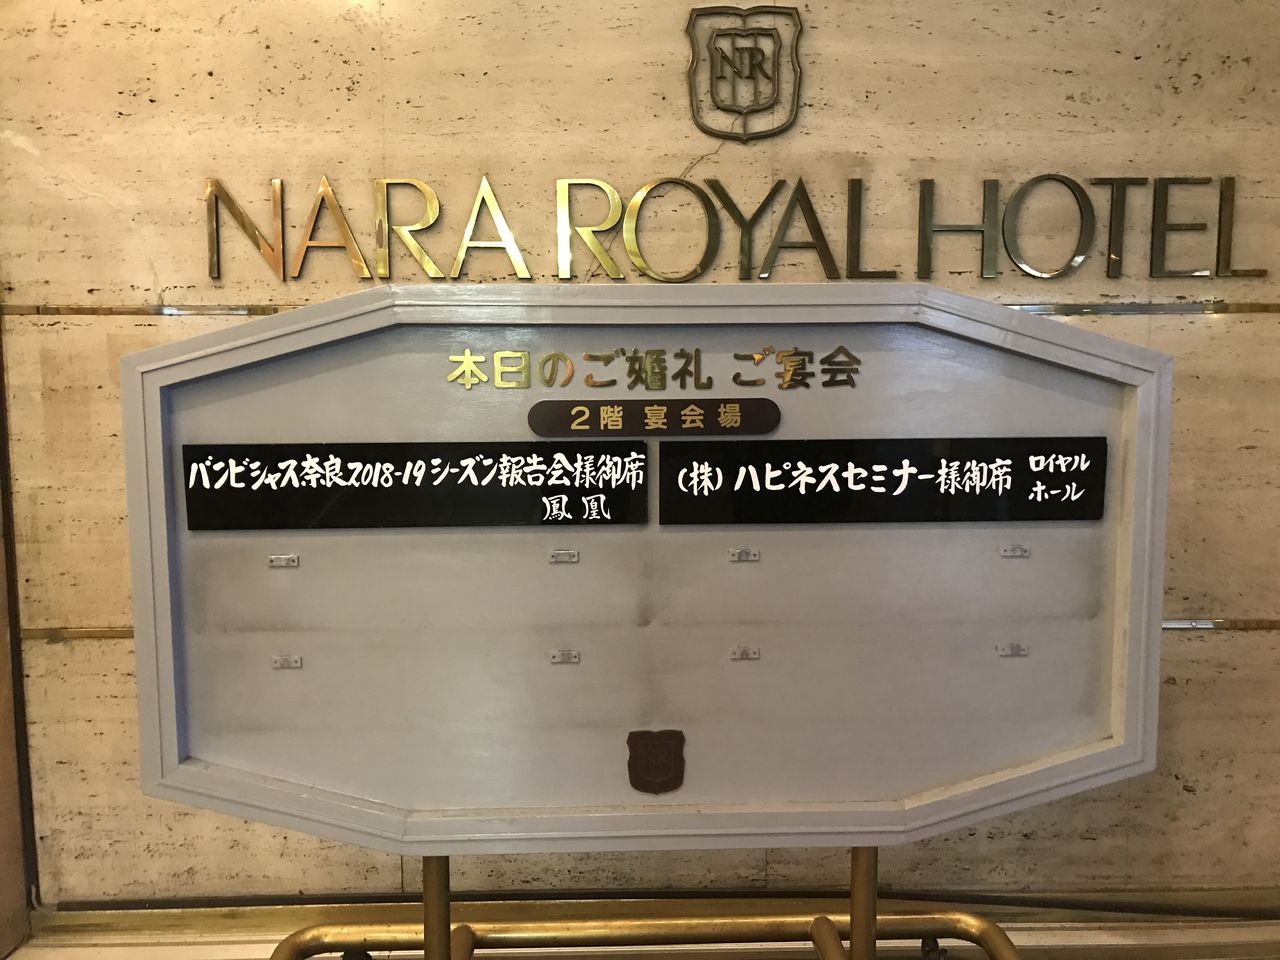 NR
NARA ROYAL HOTEL
本日のご婚礼 ご宴会
2階 宴会場
バンビシャス奈良2018-19シーズン報告会様御席
鳳凰
(株)ハピネスセミナー様御席 ロイヤル
ホール
NR